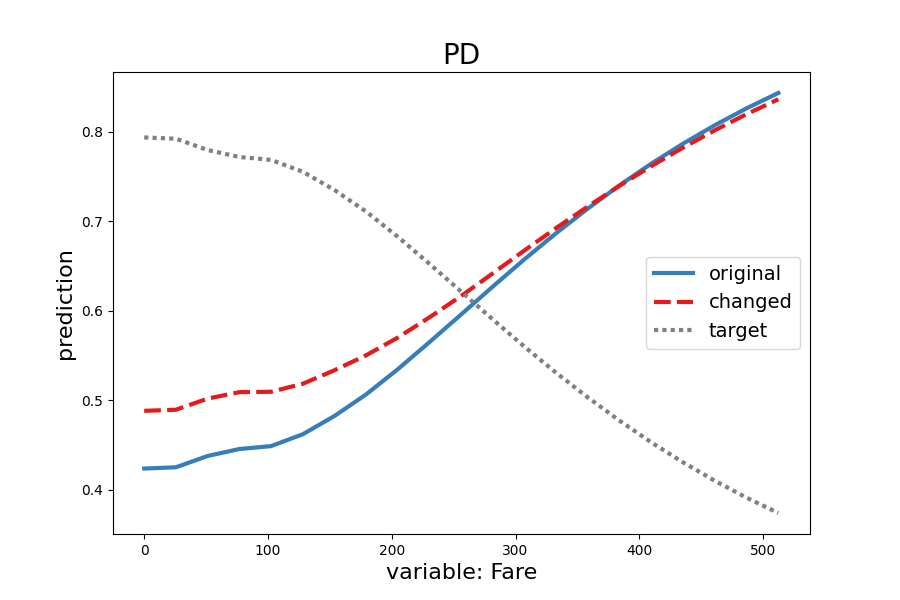 PD
prediction
0.8
0.7
0.6
0.5
0.4
original
changed
target
0 100 200 300 400 500
variable: Fare